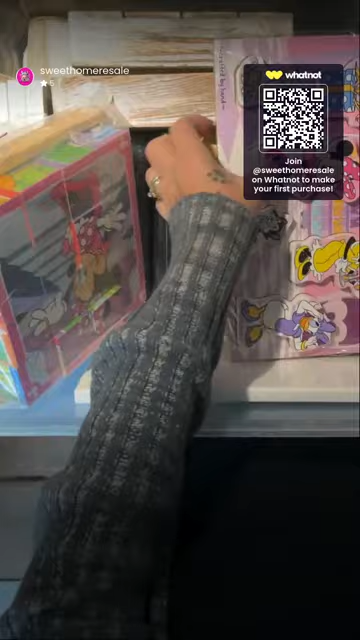 sweethomeresale
whatnot
Join
@sweethomeresale
on Whatnot to make
your first purchase!